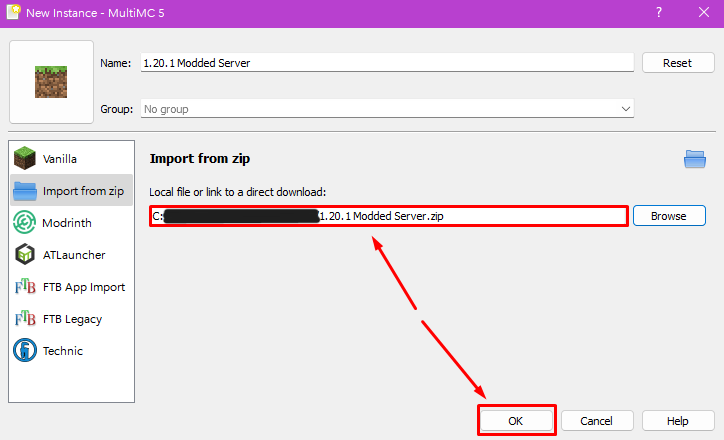 New Instance - MultiMC 5
?
Name:
1.20.1 Modded Server
Reset
Group:
No group
Vanilla
Import from zip
Modrinth
ATLauncher
FTB FTB App Import
FTB FTB Legacy
Technic
Import from zip
Local file or link to a direct download:
C: /1.20.1 Modded Server.zip
Browse
OK
Cancel
Help